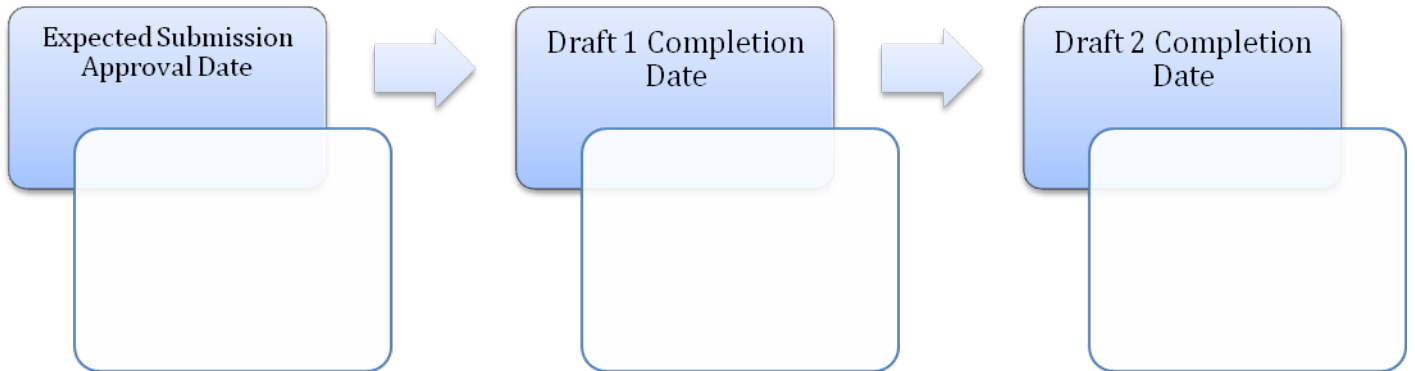 Expected Submission
Approval Date
Draft 1 Completion
Date
Draft 2 Completion
Date